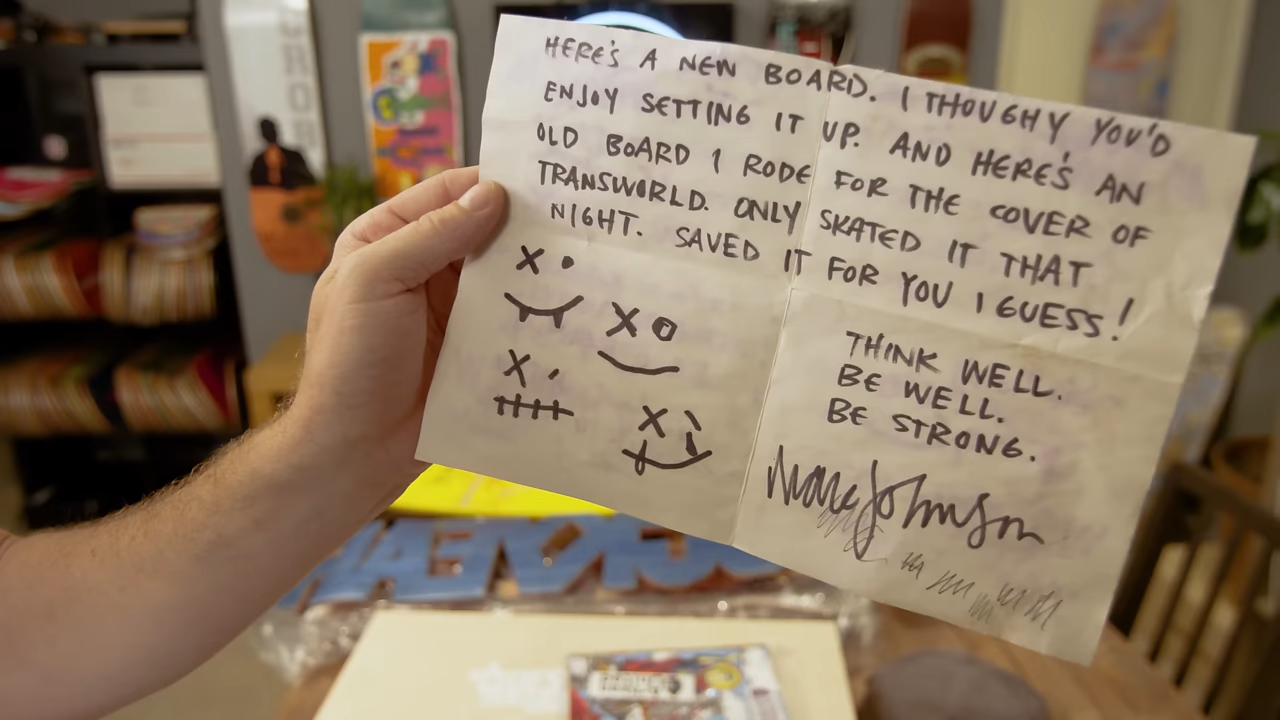 HERE'S A NEW BOARD. I THOUGHY YOU'D
ENJOY SETTING IT UP. AND HERE'S AN
OLD BOARD I RODE FOR THE COVER OF
TRANSWORLD. ONLY SKATED IT THAT
NIGHT. SAVED IT FOR YOU I GUESS!
THINK WELL.
BE WELL.
BE STRONG.
Marc Johnson